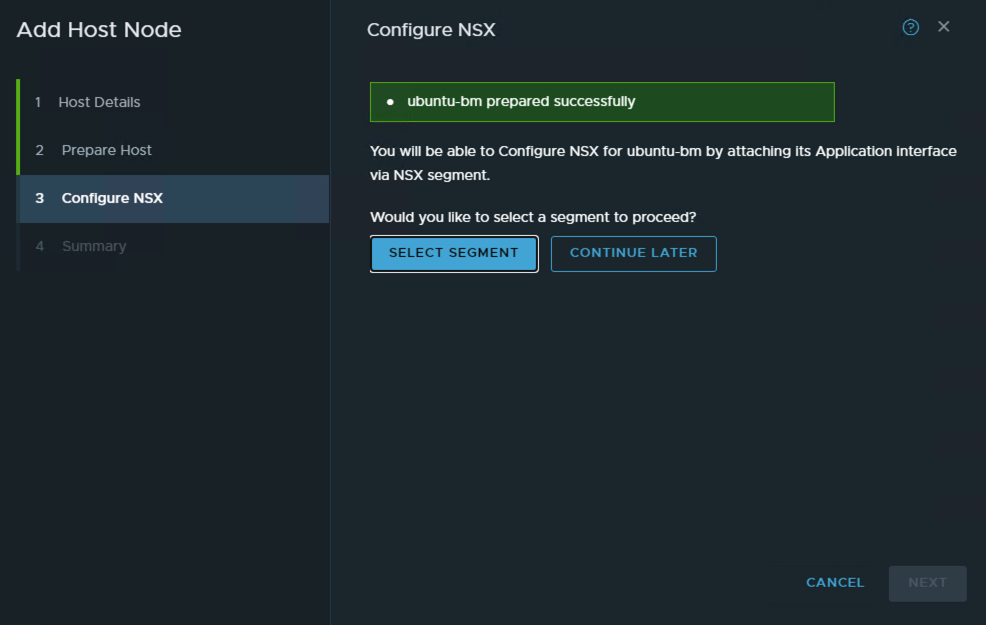 Add Host Node
1 Host Details
2 Prepare Host
3 Configure NSX
4 Summary
Configure NSX
?
ubuntu-bm prepared successfully
You will be able to Configure NSX for ubuntu-bm by attaching its Application interface
via NSX segment.
Would you like to select a segment to proceed?
SELECT SEGMENT CONTINUE LATER
CANCEL NEXT